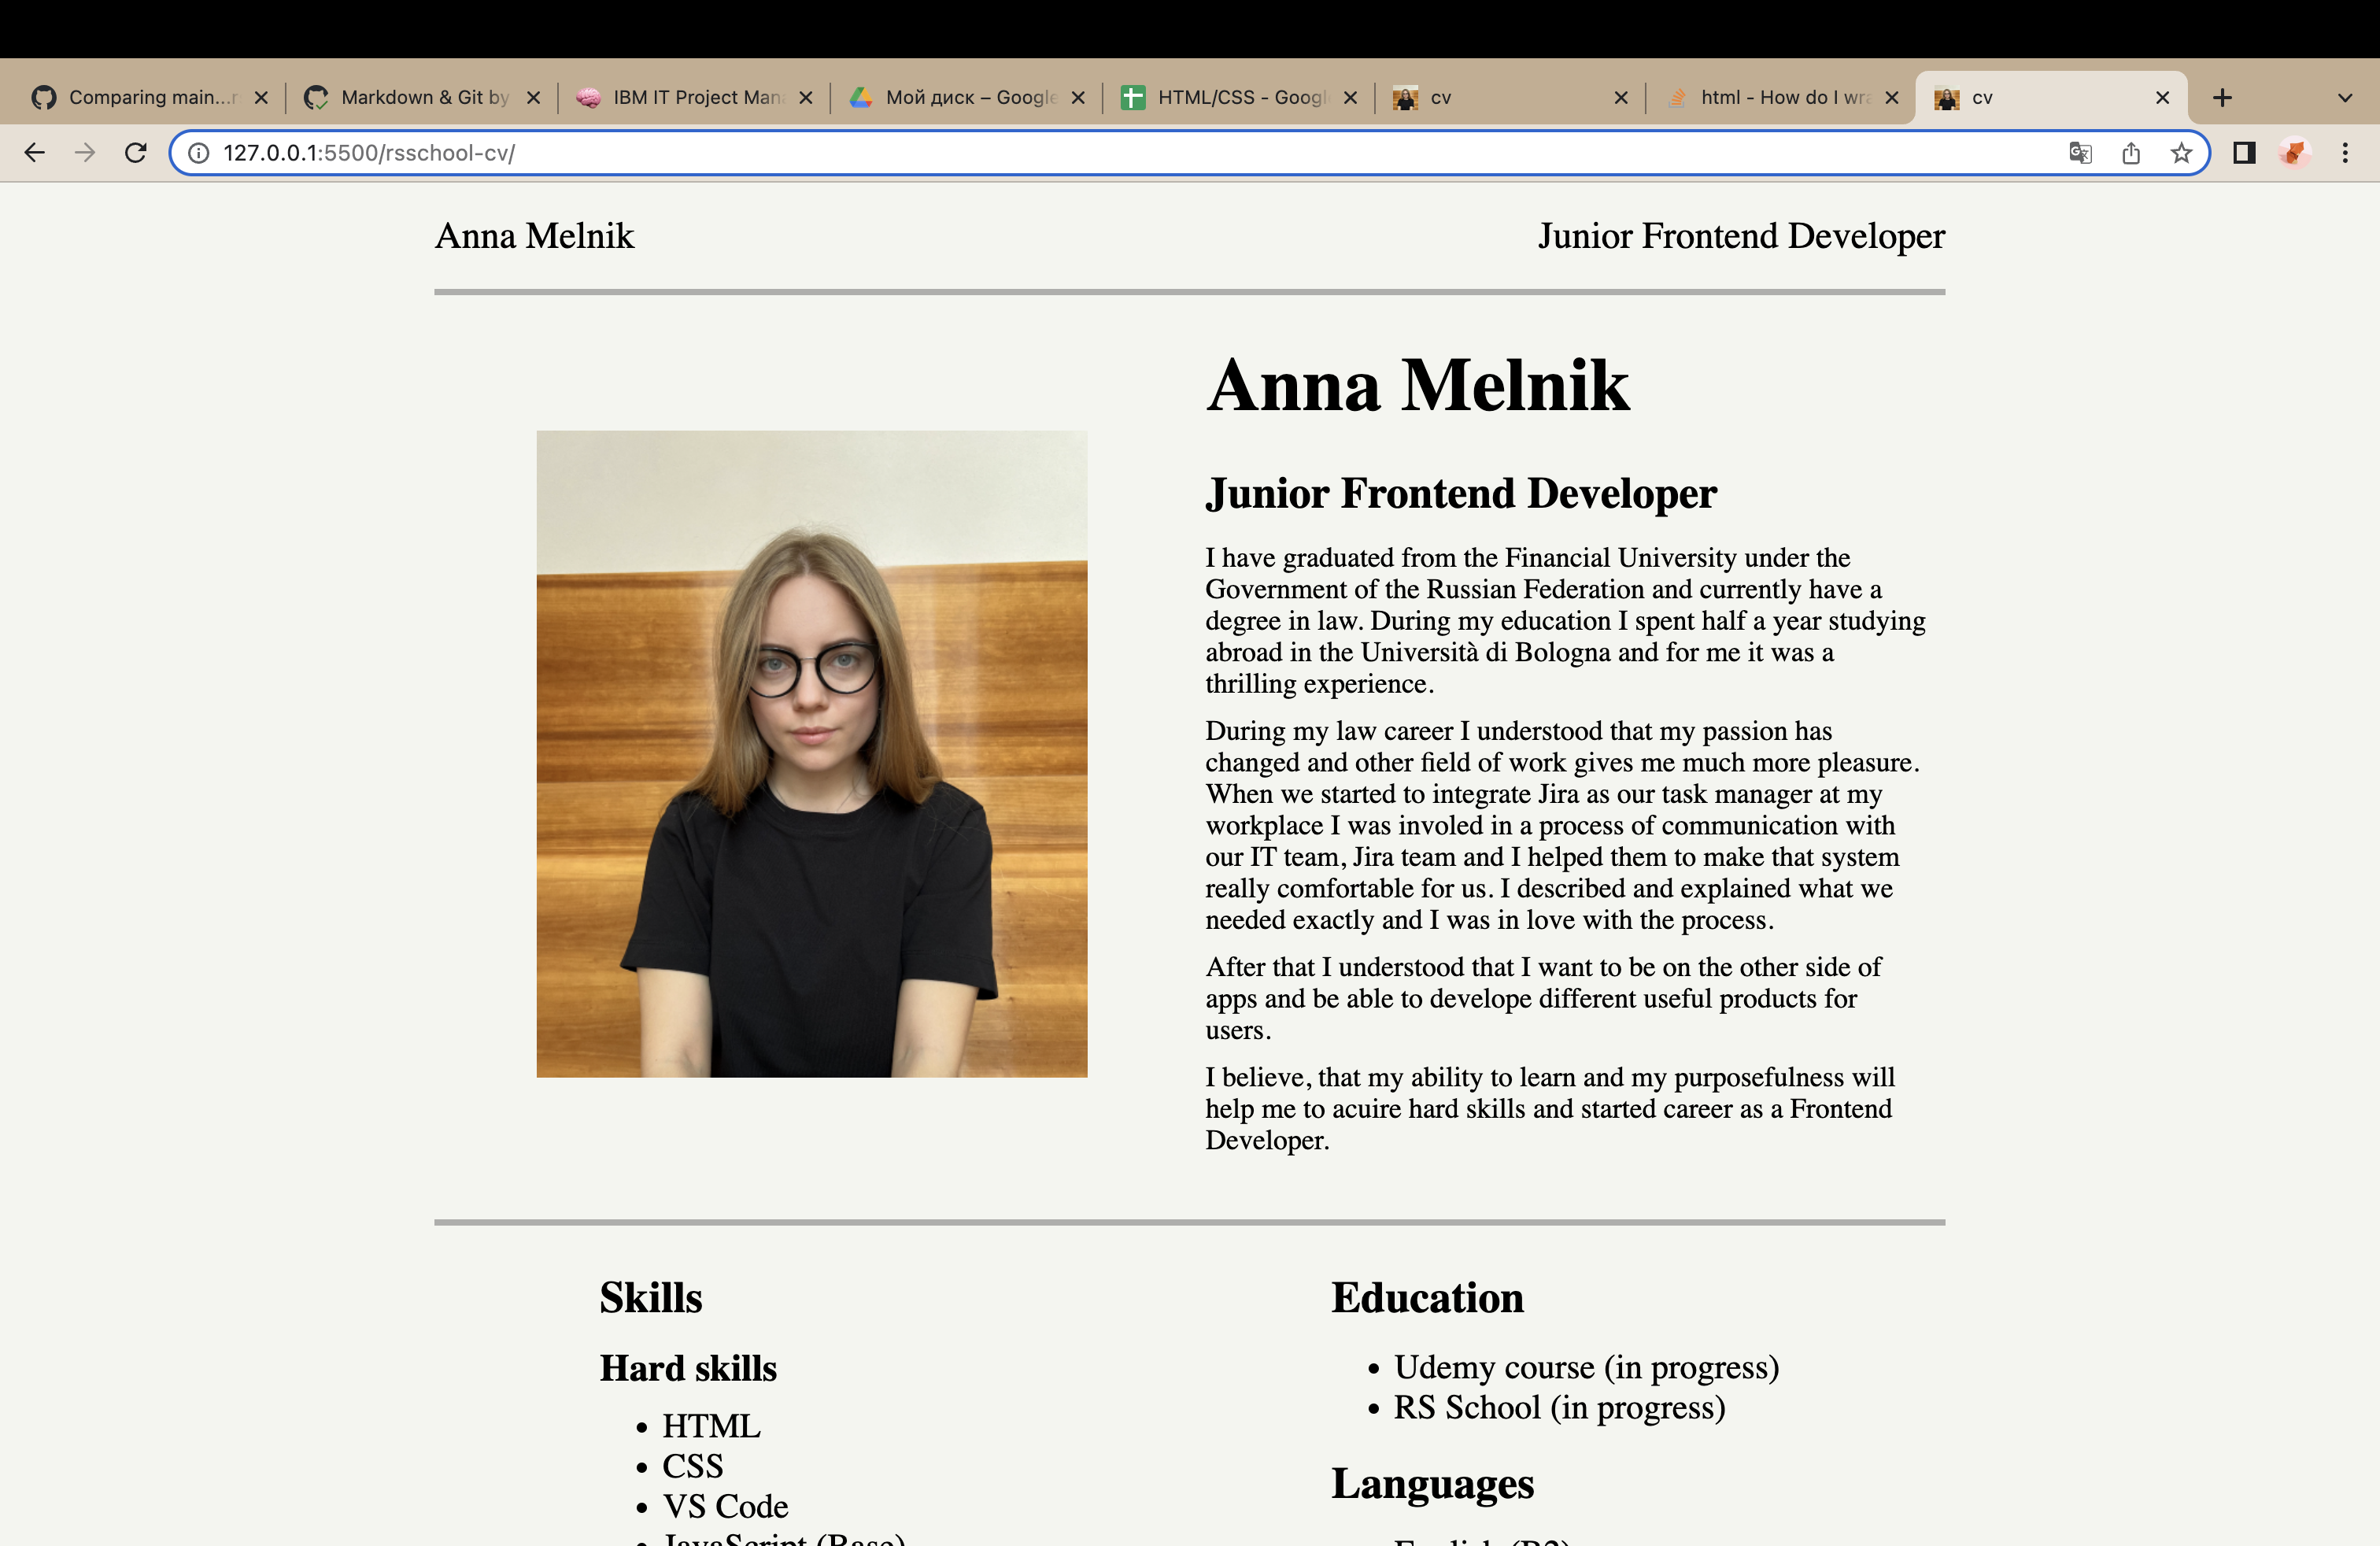 Comparing main...r
Markdown & Git by
IBM IT Project Mana
Мой диск – Google
HTML/CSS - Googl
cv
html - How do I wra
cv
127.0.0.1:5500/rsschool-cv/
Anna Melnik
Junior Frontend Developer
Anna Melnik
Junior Frontend Developer
I have graduated from the Financial University under the
Government of the Russian Federation and currently have a
degree in law. During my education I spent half a year studying
abroad in the Università di Bologna and for me it was a
thrilling experience.
During my law career I understood that my passion has
changed and other field of work gives me much more pleasure.
When we started to integrate Jira as our task manager at my
workplace I was involed in a process of communication with
our IT team, Jira team and I helped them to make that system
really comfortable for us. I described and explained what we
needed exactly and I was in love with the process.
After that I understood that I want to be on the other side of
apps and be able to develope different useful products for
users.
I believe, that my ability to learn and my purposefulness will
help me to acuire hard skills and started career as a Frontend
Developer.
Skills
Hard skills
HTML
CSS
VS Code
JavaScript (Base)
Education
Udemy course (in progress)
RS School (in progress)
Languages
English (B2)